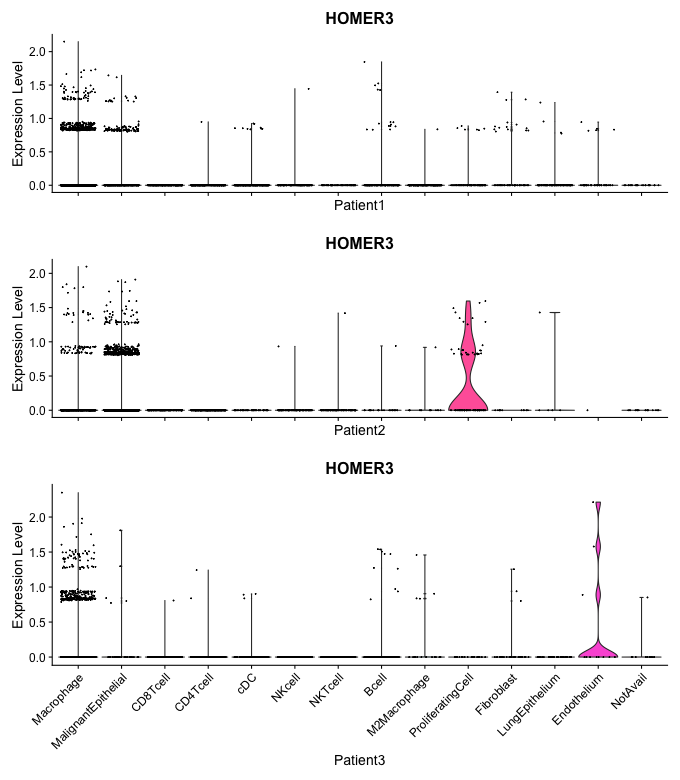 HOMER3
Expression Level
2.0
1.5
1.0
0.5
0.0
Patient1
HOMER3
Expression Level
2.0
1.5
1.0
0.5
0.0
Patient2
HOMER3
Expression Level
2.0
1.5
1.0
0.5
0.0
Macrophage
MalignantEpithelial
CD8Tcell
CD4Tcell
cDC
NKcell
NKTcell
Bcell
M2Macrophage
ProliferatingCell
Fibroblast
LungEpithelium
Endothelium
NotAvail
Patient3